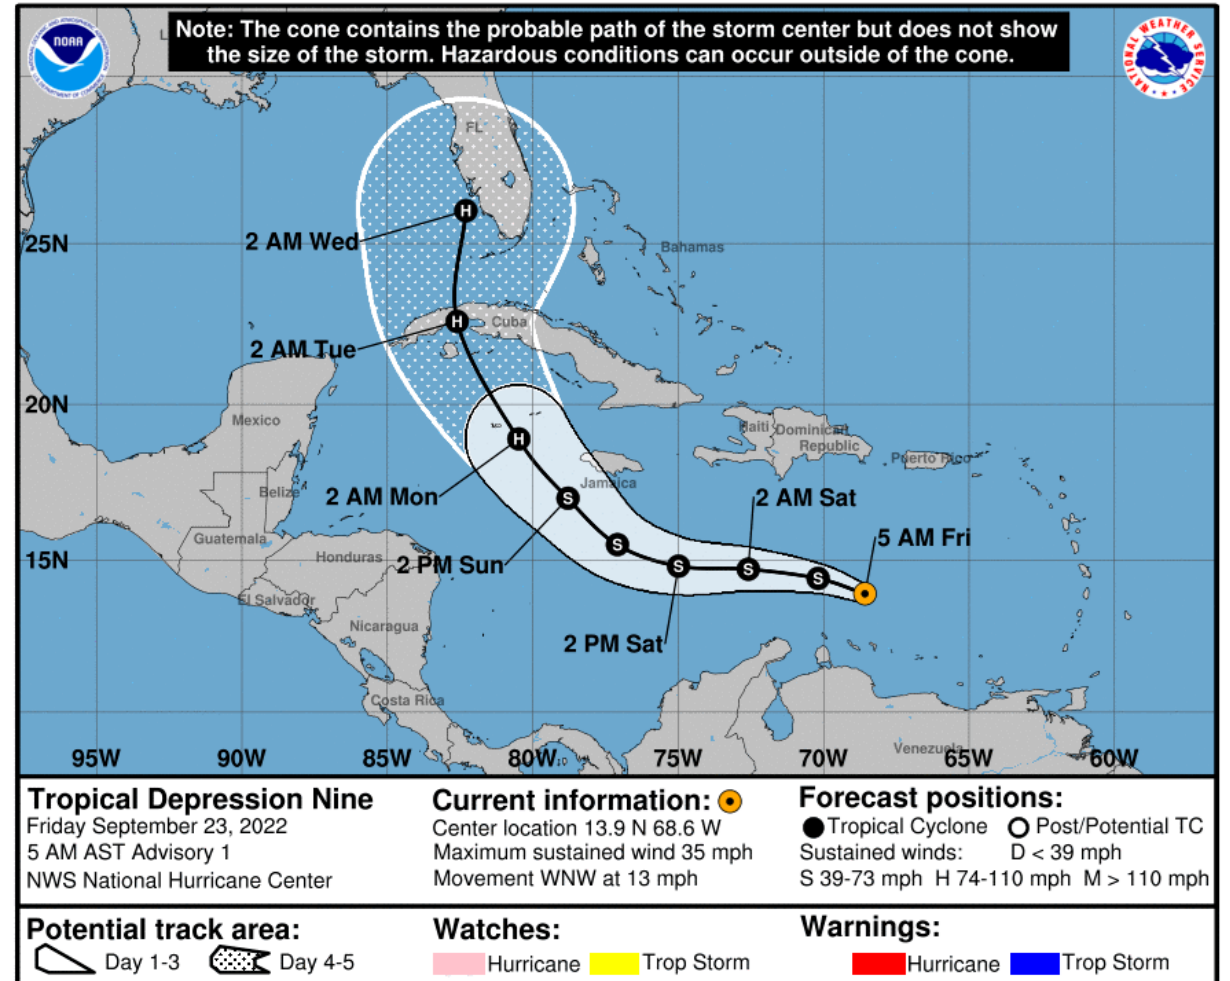 Note: The cone contains the probable path of the storm center but does not show
the size of the storm. Hazardous conditions can occur outside of the cone.
NOAA
NATIONAL WEATHER SERVICE
FL
2 AM Wed
25N
Bahamas
Cuba
2 AM Tue
20N
Mexico
Haiti
Dominican
Republic
Puerto Rico
Jamaica
Belize
2 AM Mon
2 AM Sat
Guatemala
5 AM Fri
Honduras
15N
2 PM Sun
El Salvador
Nicaragua
2 PM Sat
Costa Rica
Venezuela
95W 90W 85W 80W 75W 70W 65W 60W
H
H
H
S
S
S
S
S
Tropical Depression Nine
Friday September 23, 2022
5 AM AST Advisory 1
NWS National Hurricane Center
Current information:
Center location 13.9 N 68.6 W
Maximum sustained wind 35 mph
Movement WNW at 13 mph
Forecast positions:
Tropical Cyclone Post/Potential TC
Sustained winds: D < 39 mph
S 39-73 mph H 74-110 mph M > 110 mph
Potential track area:
Day 1-3 Day 4-5
Watches:
Hurricane Trop Storm
Warnings:
Hurricane Trop Storm